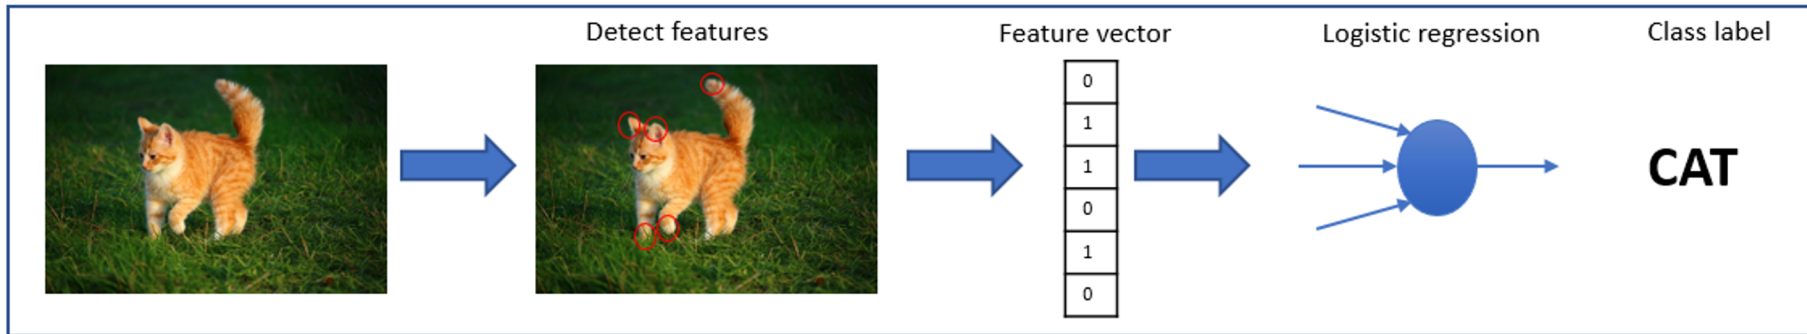 Detect features
Feature vector
Logistic regression
Class label
0
1
1
0
1
0
CAT